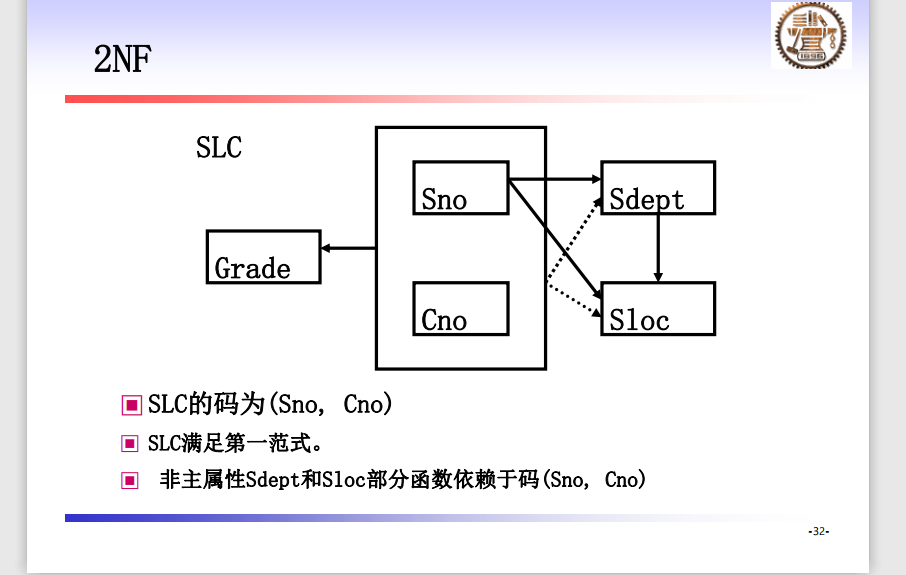 2NF
1995
SLC
Sno
Sdept
Grade
Cno
Sloc
SLC的码为(Sno, Cno)
SLC满足第一范式。
非主属性Sdept和Sloc部分函数依赖于码(Sno, Cno)
-32-